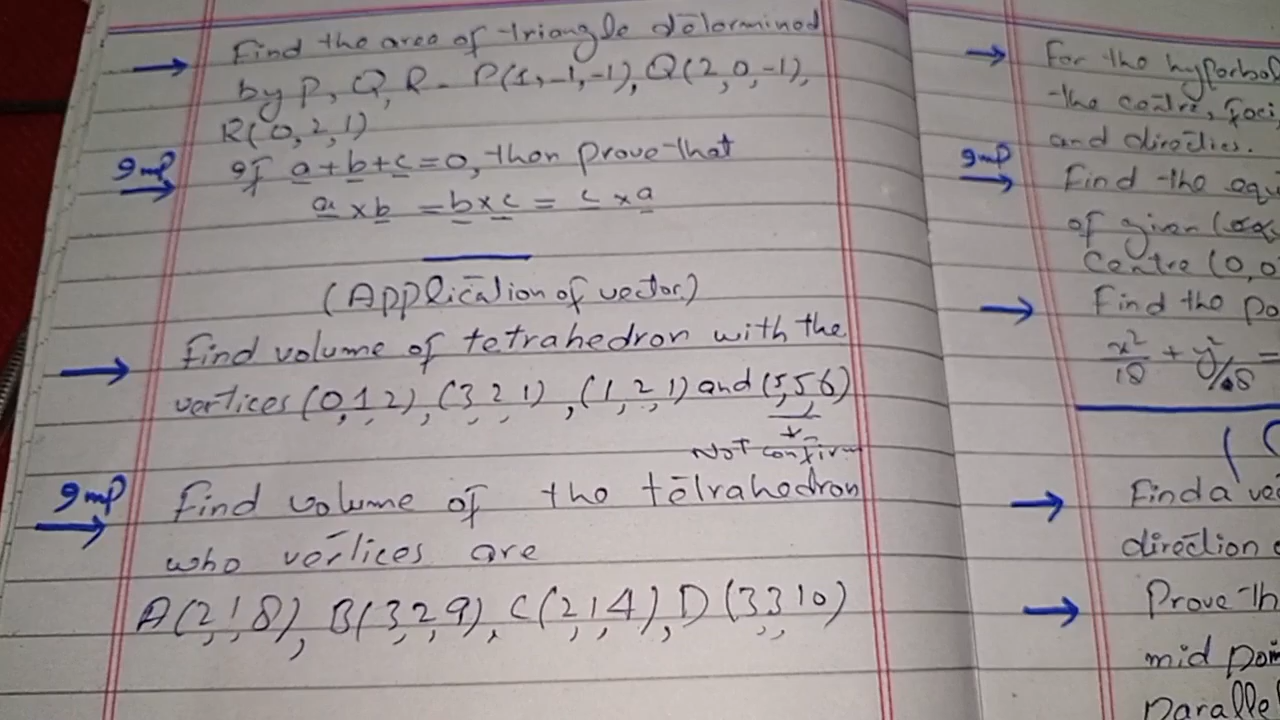 Find the area of triangle determined
by P, Q, R - P(1,-1,-1), Q(2,0,-1),
R(0,2,1)
Imp If a+b+c=0, then prove that
a×b = b×c = c×a
(Application of vector)
Find volume of tetrahedron with the
vertices (0,1,2), (3,2,1), (1,2,1) and (5,5,6)
Not confirm
Imp Find volume of the tetrahedron
who vertices are
A(2,1,8), B(3,2,9), C(2,1,4), D(3,3,10)
For the hyperbol
the centre, foci
and directies.
Imp Find the equ
of given
Centre (0,0
Find the po
x²/18 + y²/ =
(
Find a ve
direction
Prove th
mid poin
Parallel